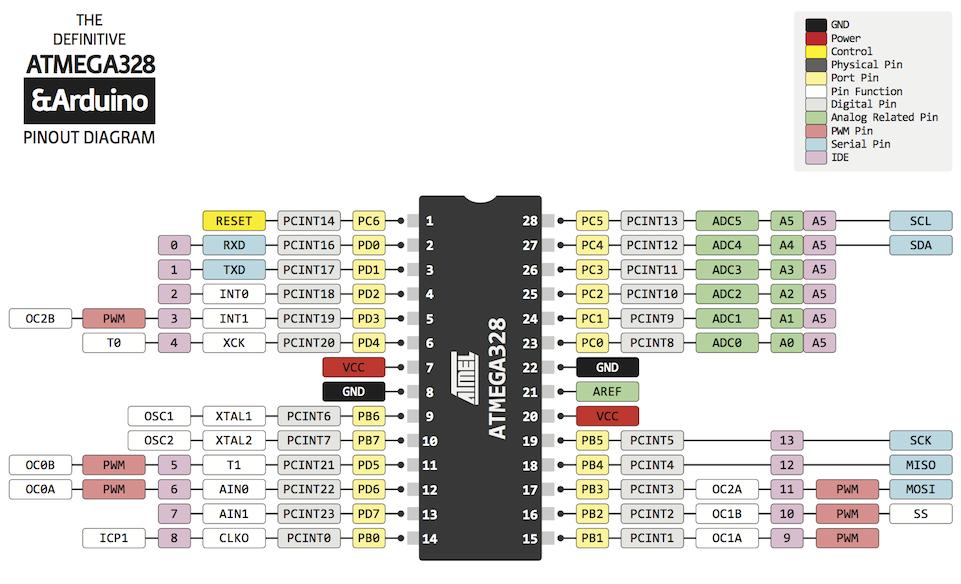 THE
DEFINITIVE
ATMEGA328
&Arduino
PINOUT DIAGRAM
GND
Power
Control
Physical Pin
Port Pin
Pin Function
Digital Pin
Analog Related Pin
PWM Pin
Serial Pin
IDE
RESET PCINT14 PC6 1 28 PC5 PCINT13 ADC5 A5 A5 SCL
0 RXD PCINT16 PD0 2 27 PC4 PCINT12 ADC4 A4 A5 SDA
1 TXD PCINT17 PD1 3 26 PC3 PCINT11 ADC3 A3 A5
2 INT0 PCINT18 PD2 4 25 PC2 PCINT10 ADC2 A2 A5
OC2B PWM 3 INT1 PCINT19 PD3 5 24 PC1 PCINT9 ADC1 A1 A5
T0 4 XCK PCINT20 PD4 6 23 PC0 PCINT8 ADC0 A0 A5
VCC 7 22 GND
GND 8 21 AREF
OSC1 XTAL1 PCINT6 PB6 9 20 VCC
OSC2 XTAL2 PCINT7 PB7 10 19 PB5 PCINT5 13 SCK
OC0B PWM 5 T1 PCINT21 PD5 11 18 PB4 PCINT4 12 MISO
OC0A PWM 6 AIN0 PCINT22 PD6 12 17 PB3 PCINT3 OC2A 11 PWM MOSI
7 AIN1 PCINT23 PD7 13 16 PB2 PCINT2 OC1B 10 PWM SS
ICP1 8 CLKO PCINT0 PB0 14 15 PB1 PCINT1 OC1A 9 PWM
ATMEL
ATMEGA328